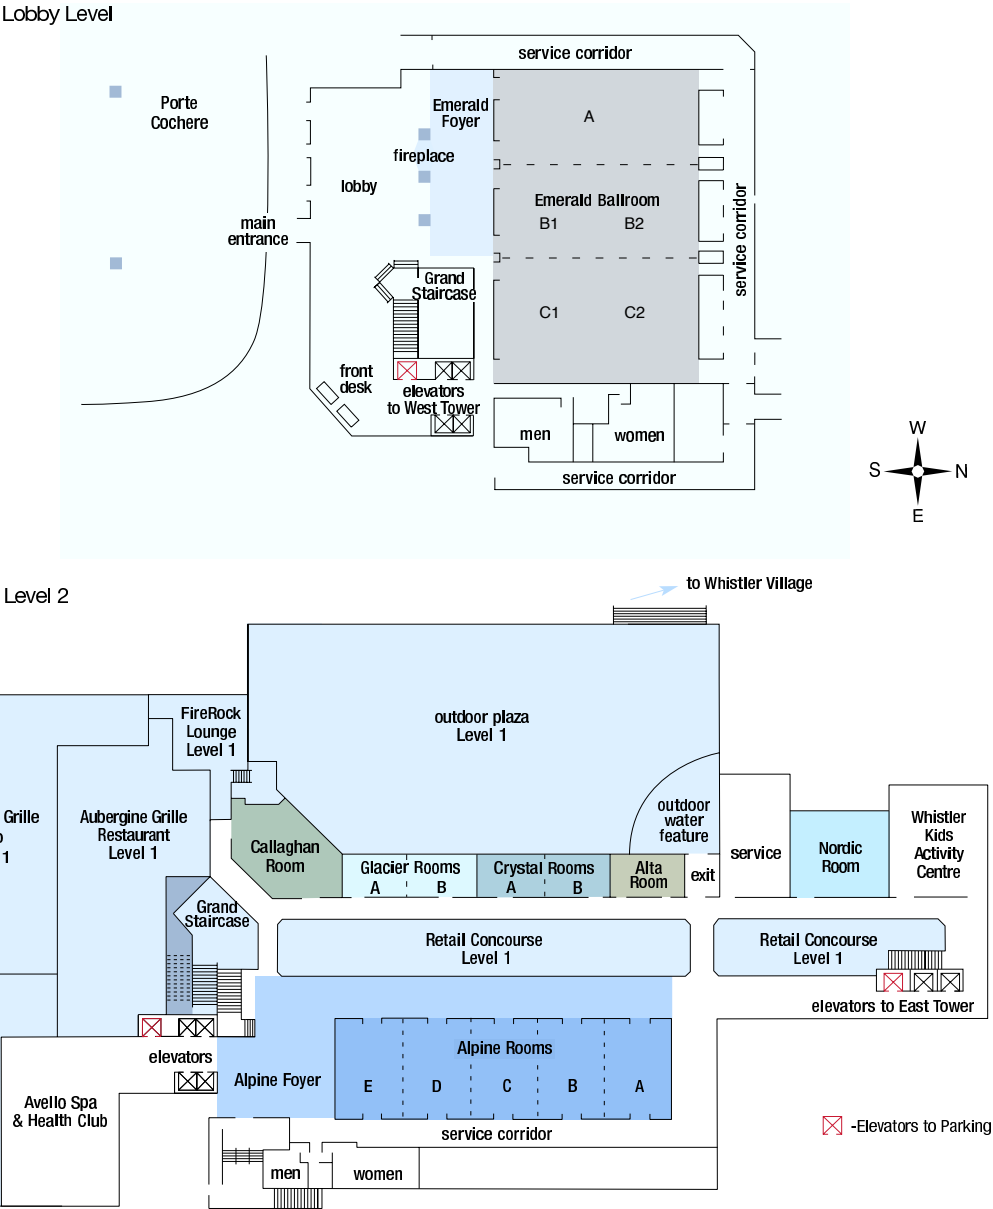 Lobby Level
service corridor
Porte
Cochere
Emerald
Foyer
A
fireplace
lobby
Emerald Ballroom
B1 B2
main
entrance
service corridor
Grand
Staircase
C1 C2
front
desk
elevators
to West Tower
men
women
service corridor
W
S N
E
Level 2
to Whistler Village
FireRock
Lounge
Level 1
outdoor plaza
Level 1
Grille
1
Aubergine Grille
Restaurant
Level 1
outdoor
water
feature
Callaghan
Room
Glacier Rooms
A B
Crystal Rooms
A B
Alta
Room
exit
service
Nordic
Room
Whistler
Kids
Activity
Centre
Grand
Staircase
Retail Concourse
Level 1
Retail Concourse
Level 1
elevators to East Tower
elevators
Alpine Rooms
Alpine Foyer
E D C B A
Avello Spa
& Health Club
service corridor
-Elevators to Parking
men
women